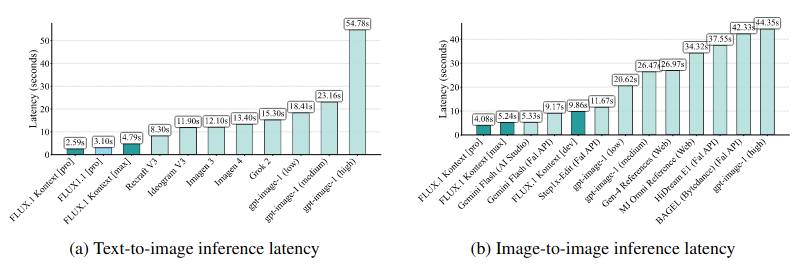 54.78s
50
40
30
20
10
0
Latency (seconds)
2.59s
3.10s
4.79s
8.30s
11.90s
12.10s
13.40s
15.30s
18.41s
23.16s
FLUX.1 Kontext [pro]
FLUX1.1 [pro]
FLUX.1 Kontext [max]
Recraft V3
Ideogram V3
Imagen 3
Imagen 4
Grok 2
gpt-image-1 (low)
gpt-image-1 (medium)
gpt-image-1 (high)
(a) Text-to-image inference latency
40
30
20
10
0
Latency (seconds)
4.08s
5.24s
5.33s
9.17s
9.86s
11.67s
20.62s
26.47s
26.97s
34.32s
37.55s
42.33s
44.35s
FLUX.1 Kontext [pro]
FLUX.1 Kontext [max]
Gemini Flash (AI Studio)
Gemini Flash (Fal API)
FLUX.1 Kontext [dev]
Step1x-Edit (Fal API)
gpt-image-1 (low)
gpt-image-1 (medium)
Gen-4 References (Web)
MJ Omni Reference (Web)
HiDream E1 (Fal API)
BAGEL (Bytedance) (Fal API)
gpt-image-1 (high)
(b) Image-to-image inference latency